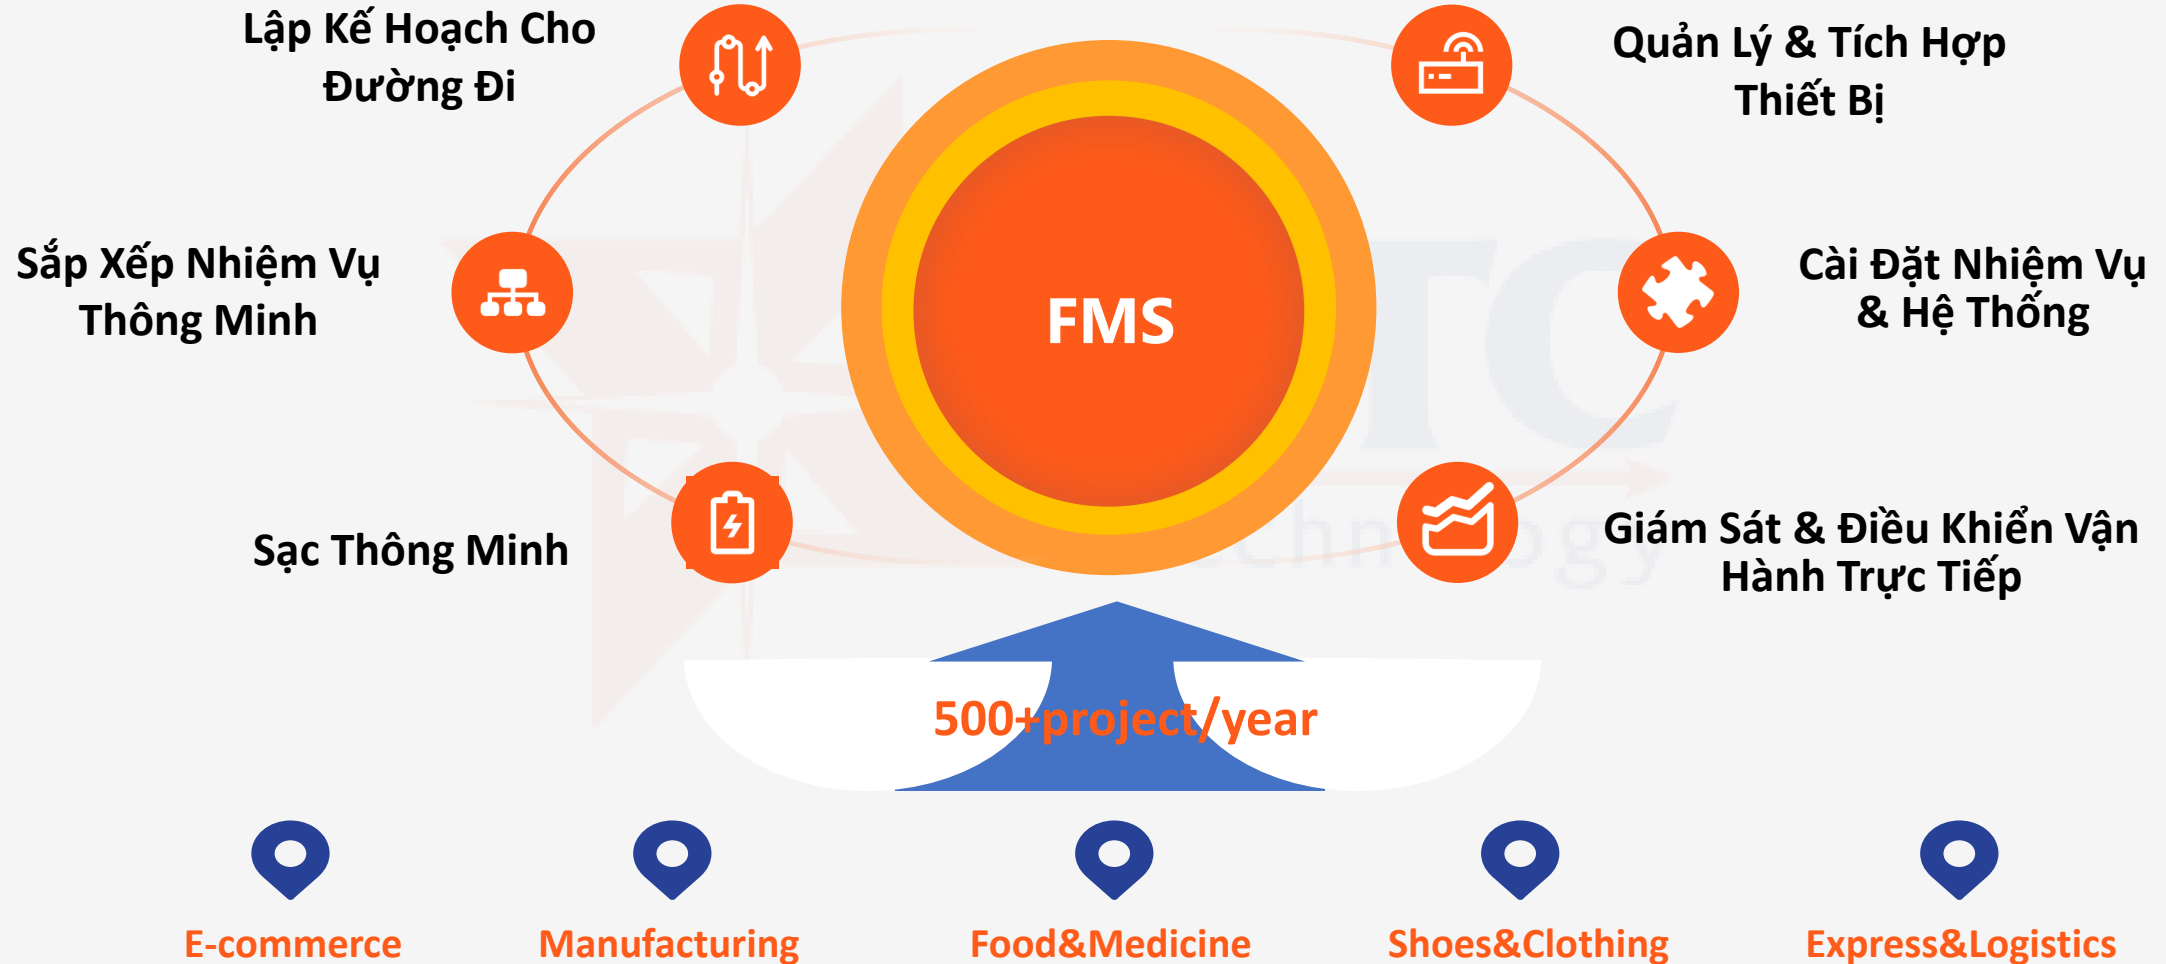 Lập Kế Hoạch Cho
Đường Đi
Quản Lý & Tích Hợp
Thiết Bị
Sắp Xếp Nhiệm Vụ
Thông Minh
FMS
Cài Đặt Nhiệm Vụ
& Hệ Thống
Sạc Thông Minh
Giám Sát & Điều Khiển Vận
Hành Trực Tiếp
500+project/year
E-commerce
Manufacturing
Food&Medicine
Shoes&Clothing
Express&Logistics